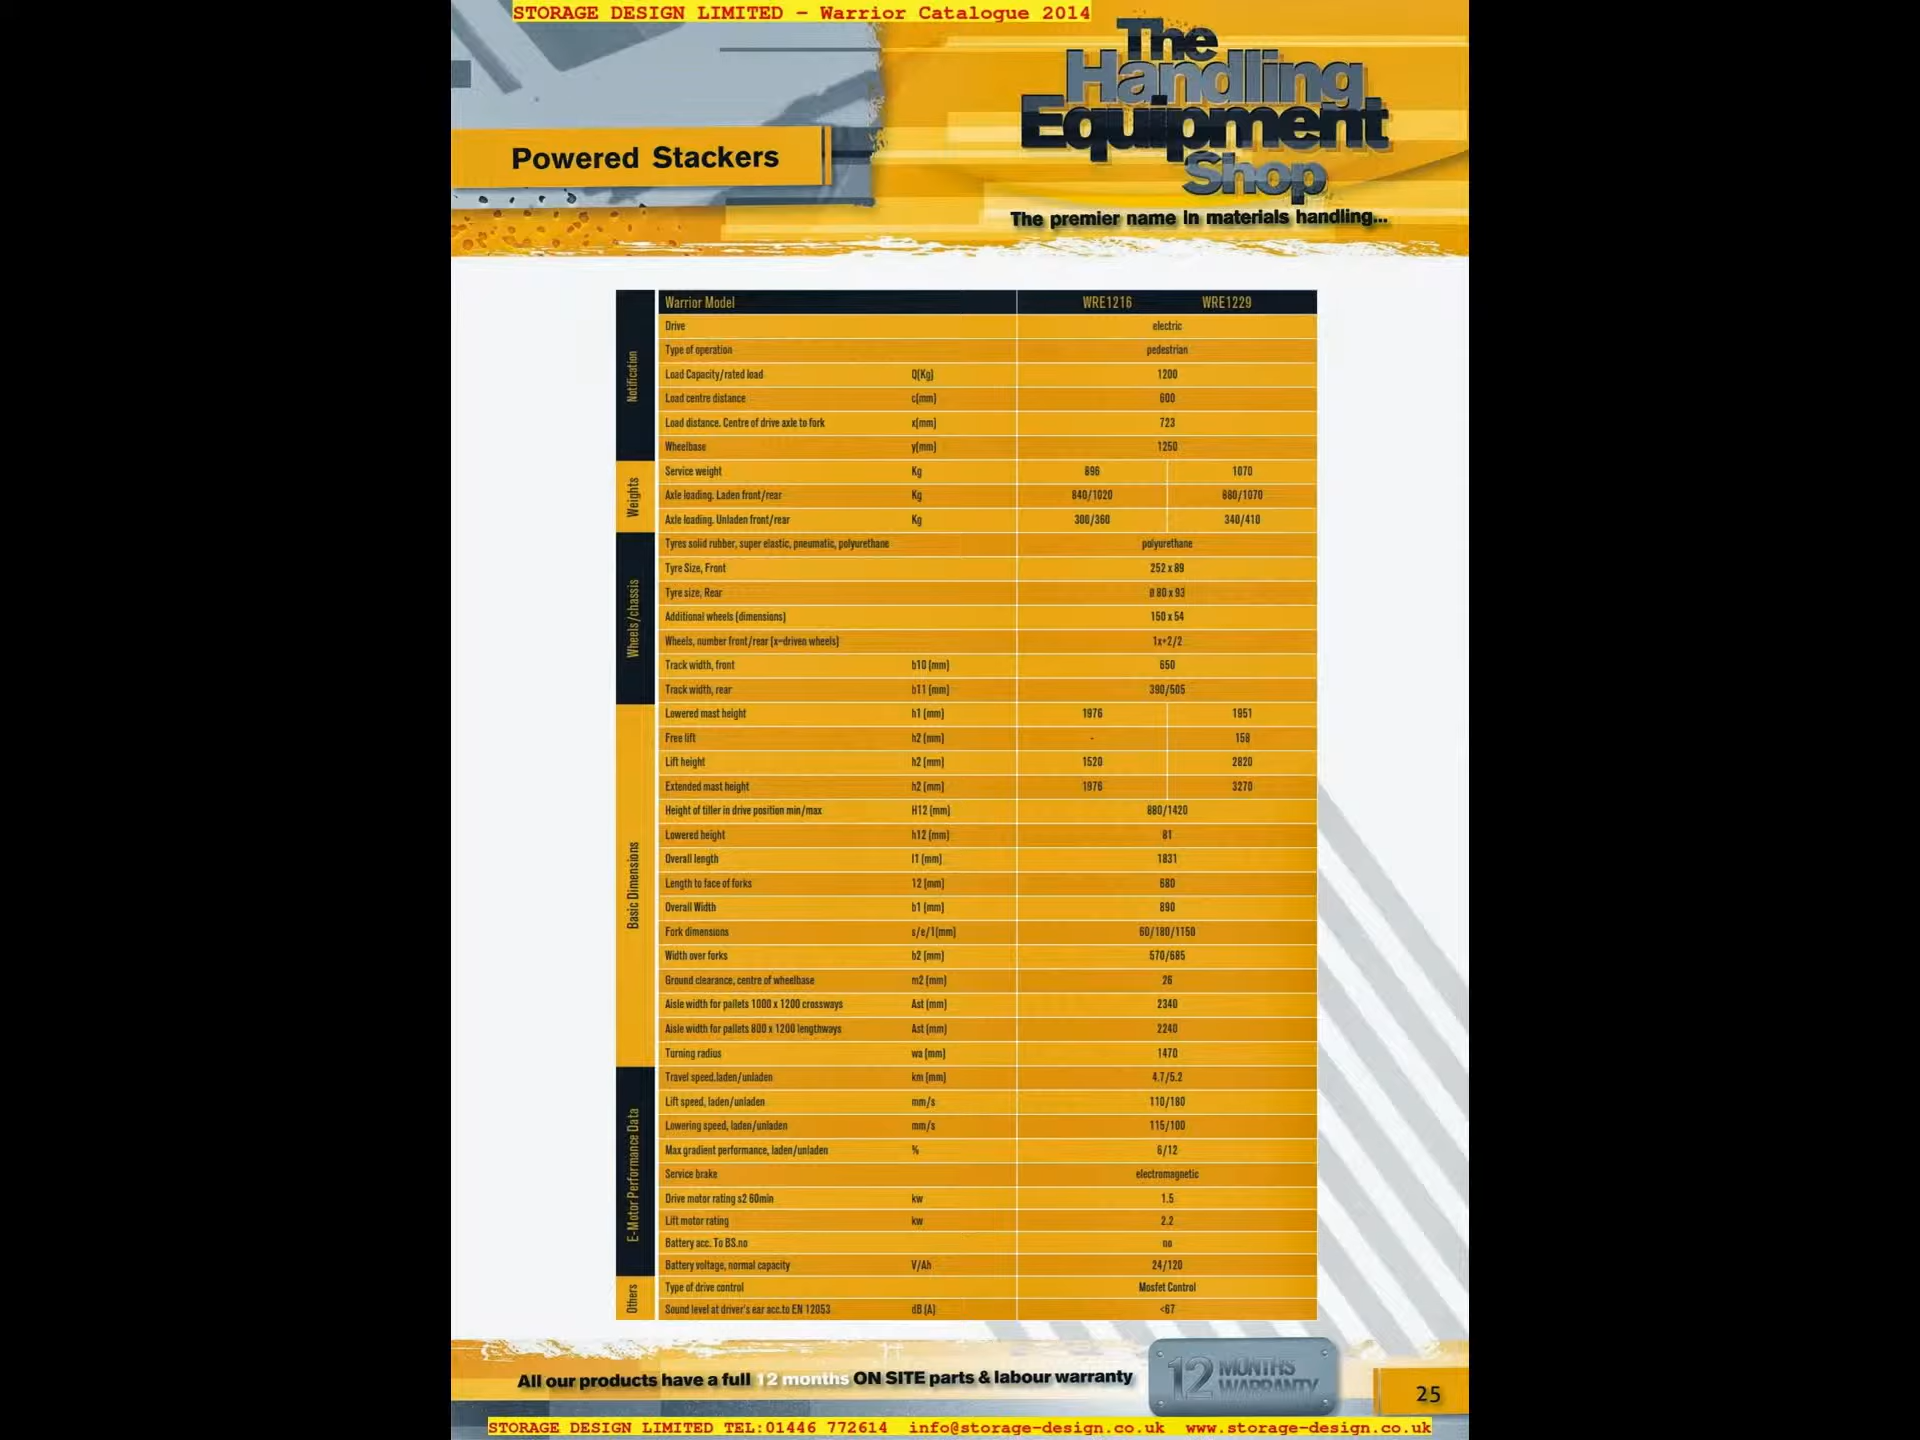 STORAGE DESIGN LIMITED - Warrior Catalogue 2014
The
Handling
Equipment
Shop
Powered Stackers
The premier name in materials handling...
Warrior Model WRE1216 WRE1229
Notification
Drive electric
Type of operation pedestrian
Load Capacity/rated load Q(Kg) 1200
Load centre distance c(mm) 600
Load distance. Centre of drive axle to fork x(mm) 723
Wheelbase y(mm) 1250
Weights
Service weight Kg 896 1070
Axle loading. Laden front/rear Kg 840/1020 880/1070
Axle loading. Unladen front/rear Kg 300/360 340/410
Wheels/chassis
Tyres solid rubber, super elastic, pneumatic, polyurethane polyurethane
Tyre Size, Front 252 x 89
Tyre size, Rear ø 80 x 93
Additional wheels (dimensions) 150 x 54
Wheels, number front/rear (x=driven wheels) 1x+2/2
Track width, front b10 (mm) 650
Track width, rear b11 (mm) 390/505
Basic Dimensions
Lowered mast height h1 (mm) 1976 1951
Free lift h2 (mm) - 158
Lift height h2 (mm) 1520 2820
Extended mast height h2 (mm) 1976 3270
Height of tiller in drive position min/max H12 (mm) 880/1420
Lowered height h12 (mm) 81
Overall length l1 (mm) 1831
Length to face of forks 12 (mm) 680
Overall Width b1 (mm) 890
Fork dimensions s/e/1(mm) 60/180/1150
Width over forks b2 (mm) 570/685
Ground clearance, centre of wheelbase m2 (mm) 26
Aisle width for pallets 1000 x 1200 crossways Ast (mm) 2340
Aisle width for pallets 800 x 1200 lengthways Ast (mm) 2240
Turning radius wa (mm) 1470
E-Motor Performance Data
Travel speed.laden/unladen km (mm) 4.7/5.2
Lift speed, laden/unladen mm/s 110/180
Lowering speed, laden/unladen mm/s 115/100
Max gradient performance, laden/unladen % 6/12
Service brake electromagnetic
Drive motor rating s2 60min kw 1.5
Lift motor rating kw 2.2
Battery acc. To BS.no no
Battery voltage, normal capacity V/Ah 24/120
Others
Type of drive control Mosfet Control
Sound level at driver's ear acc.to EN 12053 dB (A) <67
All our products have a full 12 months ON SITE parts & labour warranty
12 MONTHS
WARRANTY
25
STORAGE DESIGN LIMITED TEL:01446 772614 info@storage-design.co.uk www.storage-design.co.uk